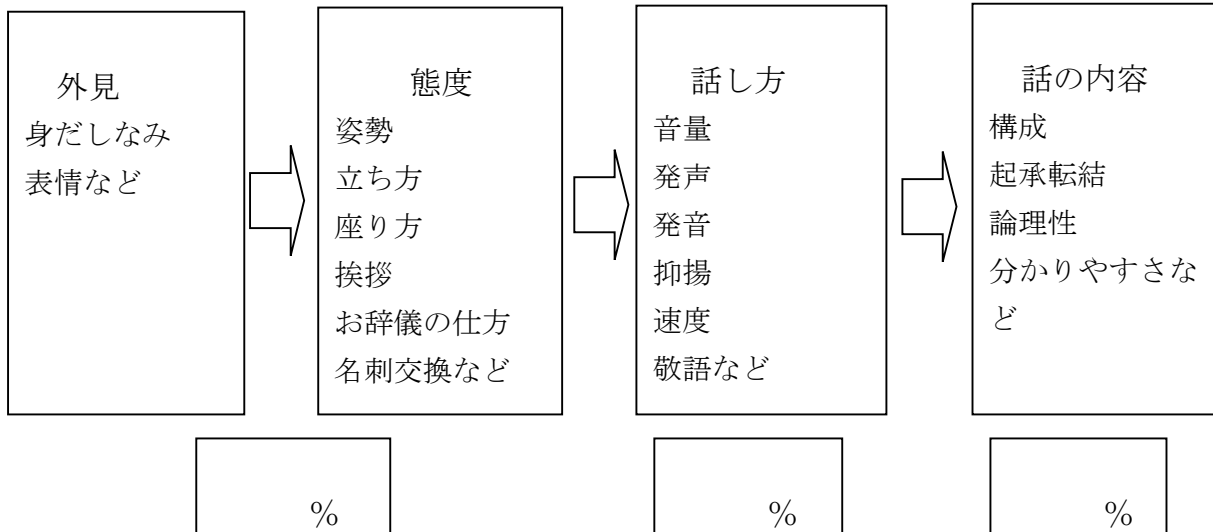 外見
身だしなみ
表情など
態度
姿勢
立ち方
座り方
挨拶
お辞儀の仕方
名刺交換など
話し方
音量
発声
発音
抑揚
速度
敬語など
話の内容
構成
起承転結
論理性
分かりやすさな
ど
%
%
%